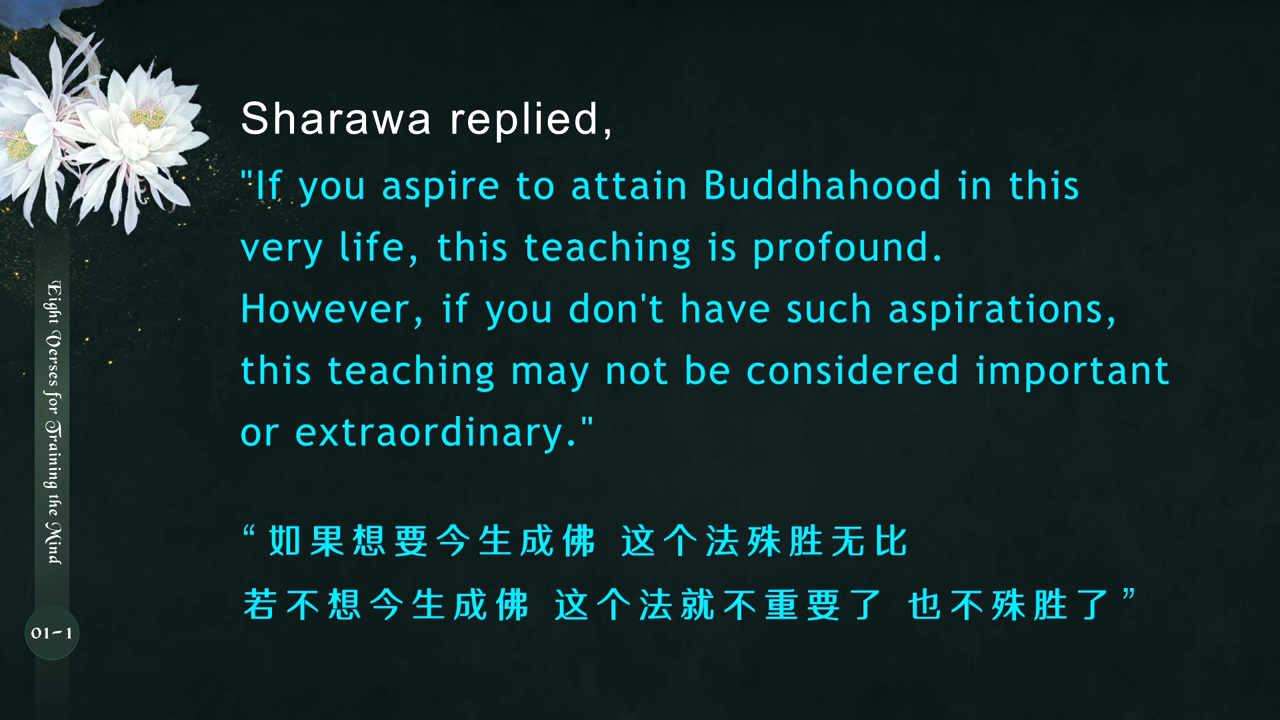 Sharawa replied,
"If you aspire to attain Buddhahood in this
very life, this teaching is profound.
However, if you don't have such aspirations,
this teaching may not be considered important
or extraordinary."
“如果想要今生成佛 这个法殊胜无比
若不想今生成佛 这个法就不重要了 也不殊胜了”
Eight Verses for Training the Mind
01-1